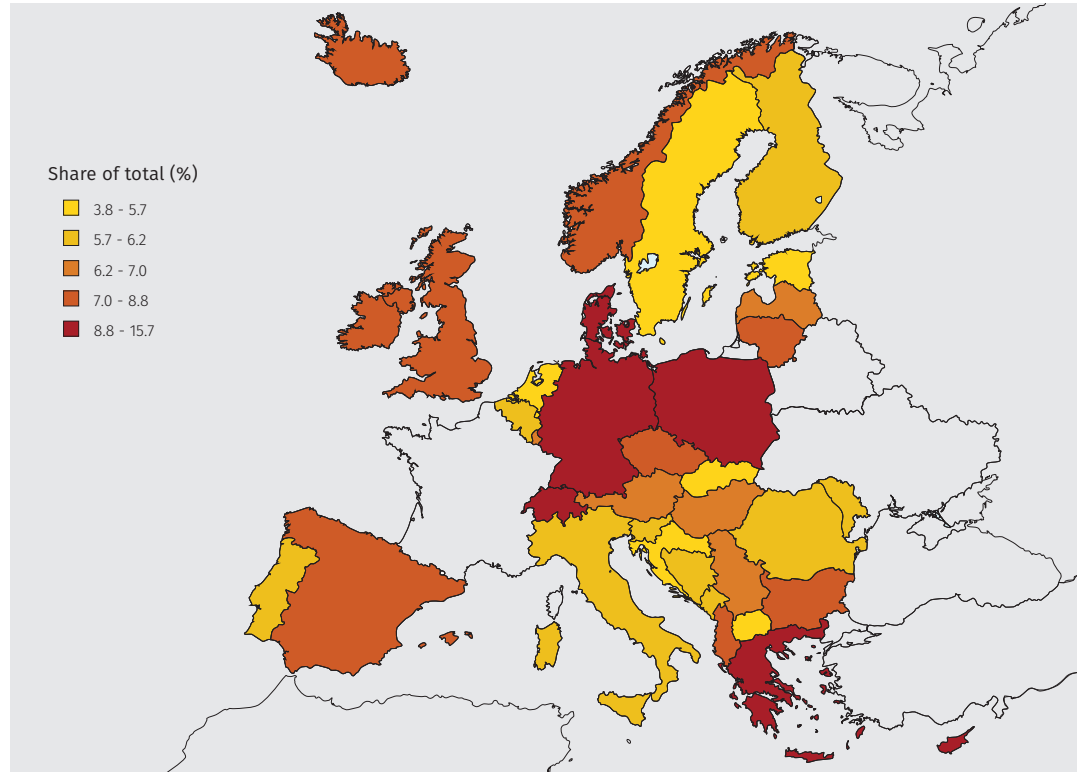 Share of total (%)
3.8 - 5.7
5.7 - 6.2
6.2 - 7.0
7.0 - 8.8
8.8 - 15.7